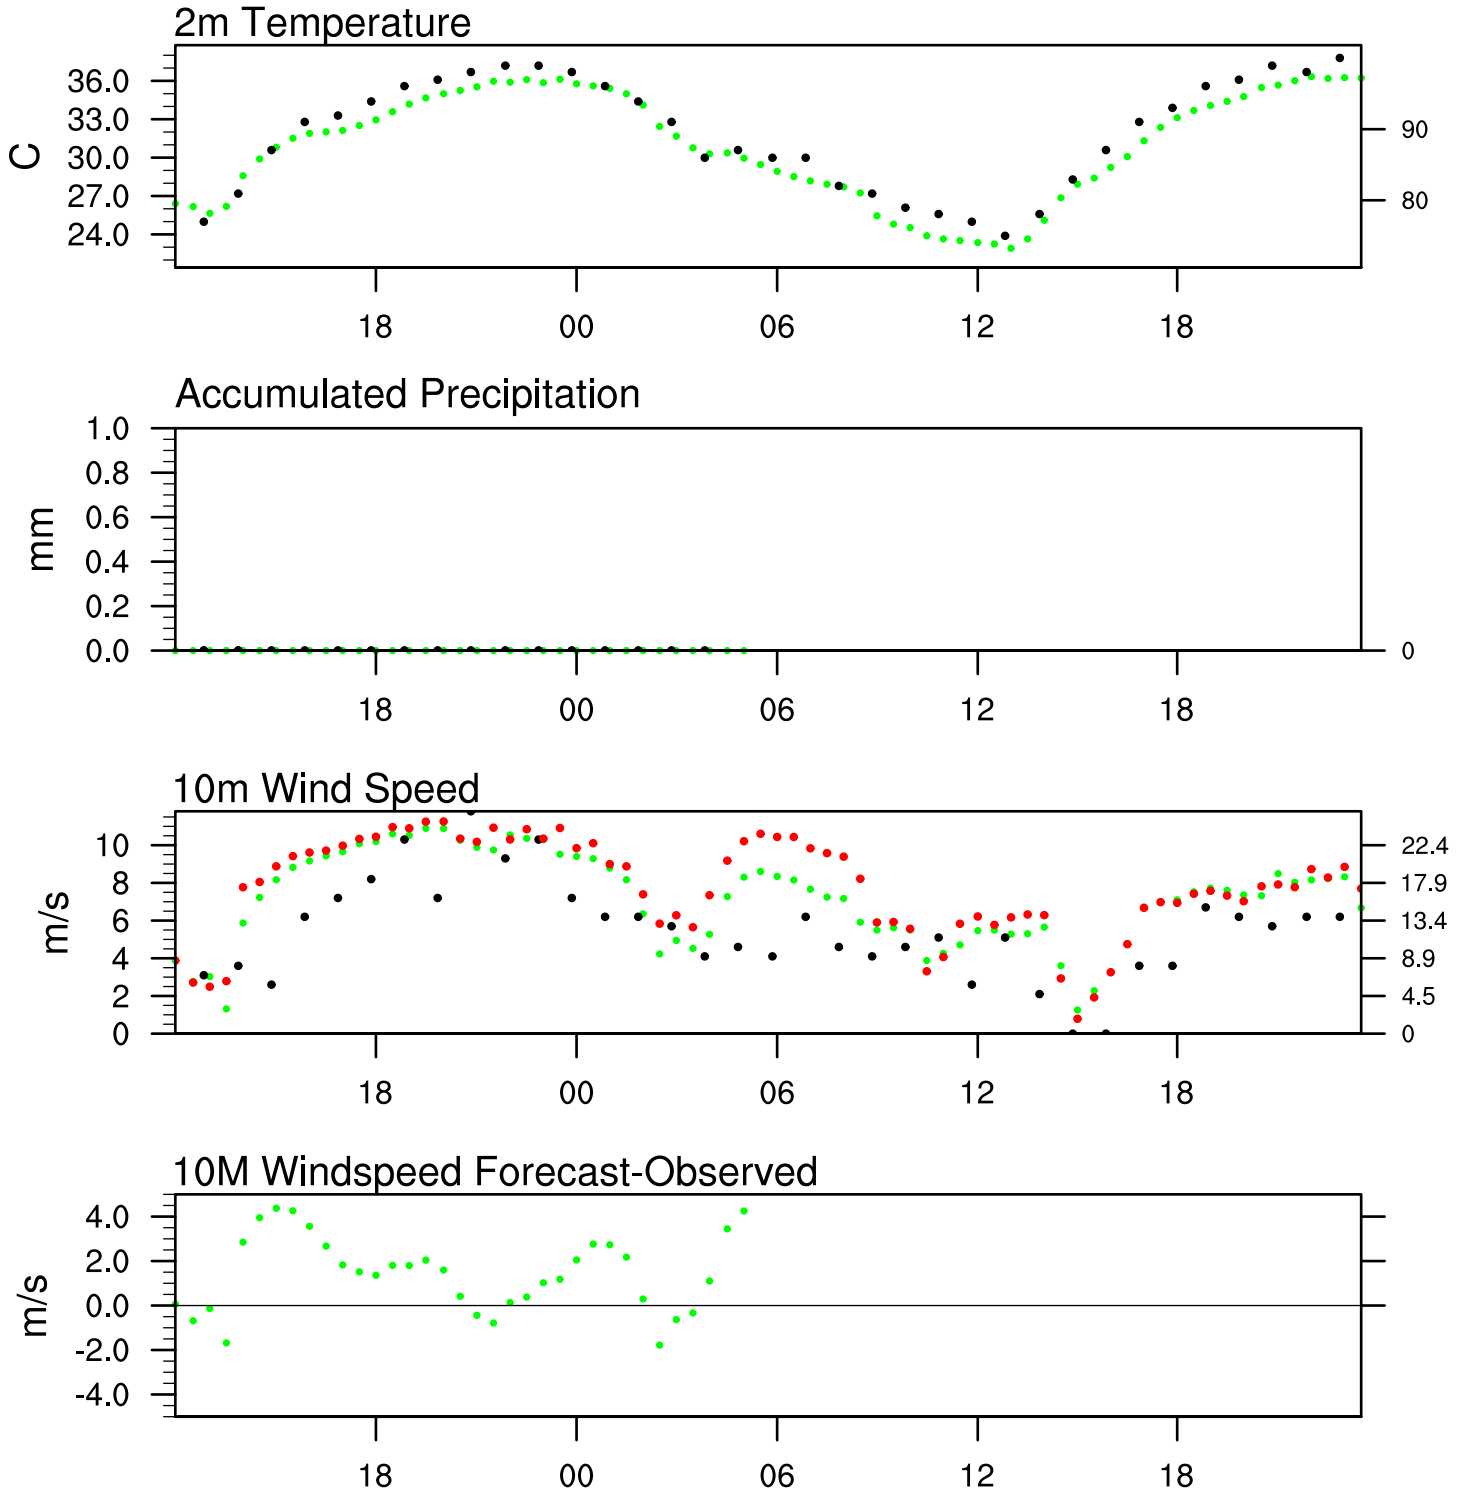 2m Temperature
36.0
33.0
90
30.0
C
27.0
80
24.0
18 00 06 12 18
Accumulated Precipitation
1.0
0.8
0.6
mm
0.4
0.2
0.0 0
18 00 06 12 18
10m Wind Speed
10 22.4
8 17.9
6 13.4
m/s
4 8.9
2 4.5
0 0
18 00 06 12 18
10M Windspeed Forecast-Observed
4.0
2.0
0.0
m/s
-2.0
-4.0
18 00 06 12 18